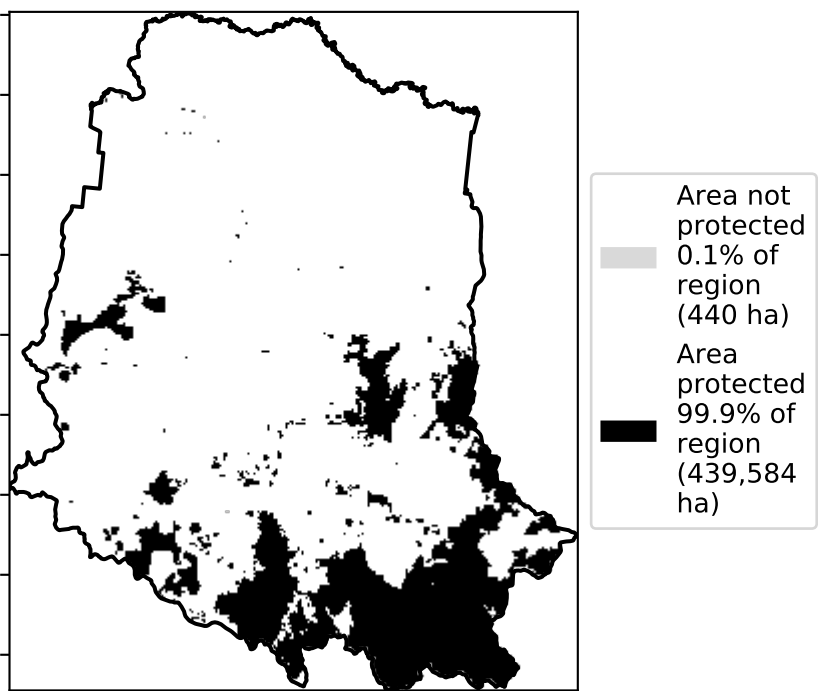 Area not
protected
0.1% of
region
(440 ha)
Area
protected
99.9% of
region
(439,584
ha)